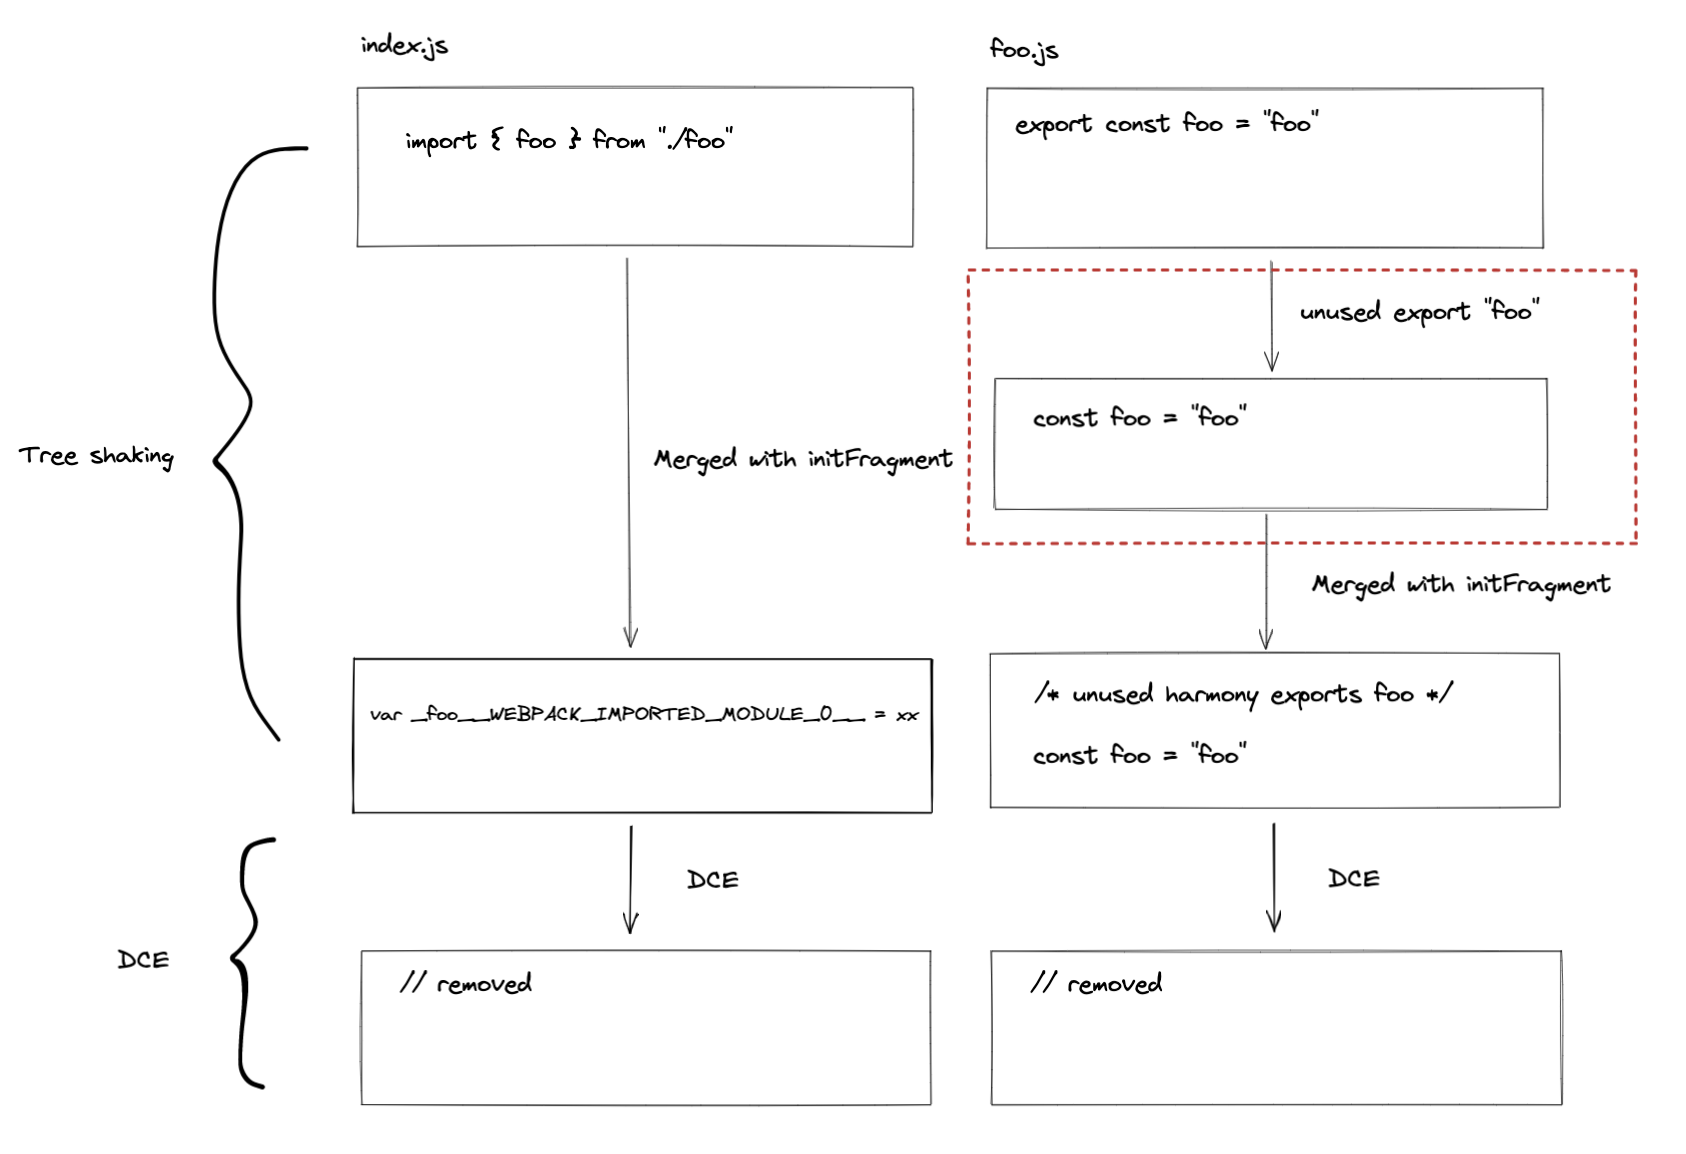 index.js
foo.js
import { foo } from "./foo"
export const foo = "foo"
unused export "foo"
const foo = "foo"
Tree shaking
Merged with initFragment
Merged with initFragment
var _foo__WEBPACK_IMPORTED_MODULE_0__ = xx
/* unused harmony exports foo */
const foo = "foo"
DCE
DCE
DCE
// removed
// removed